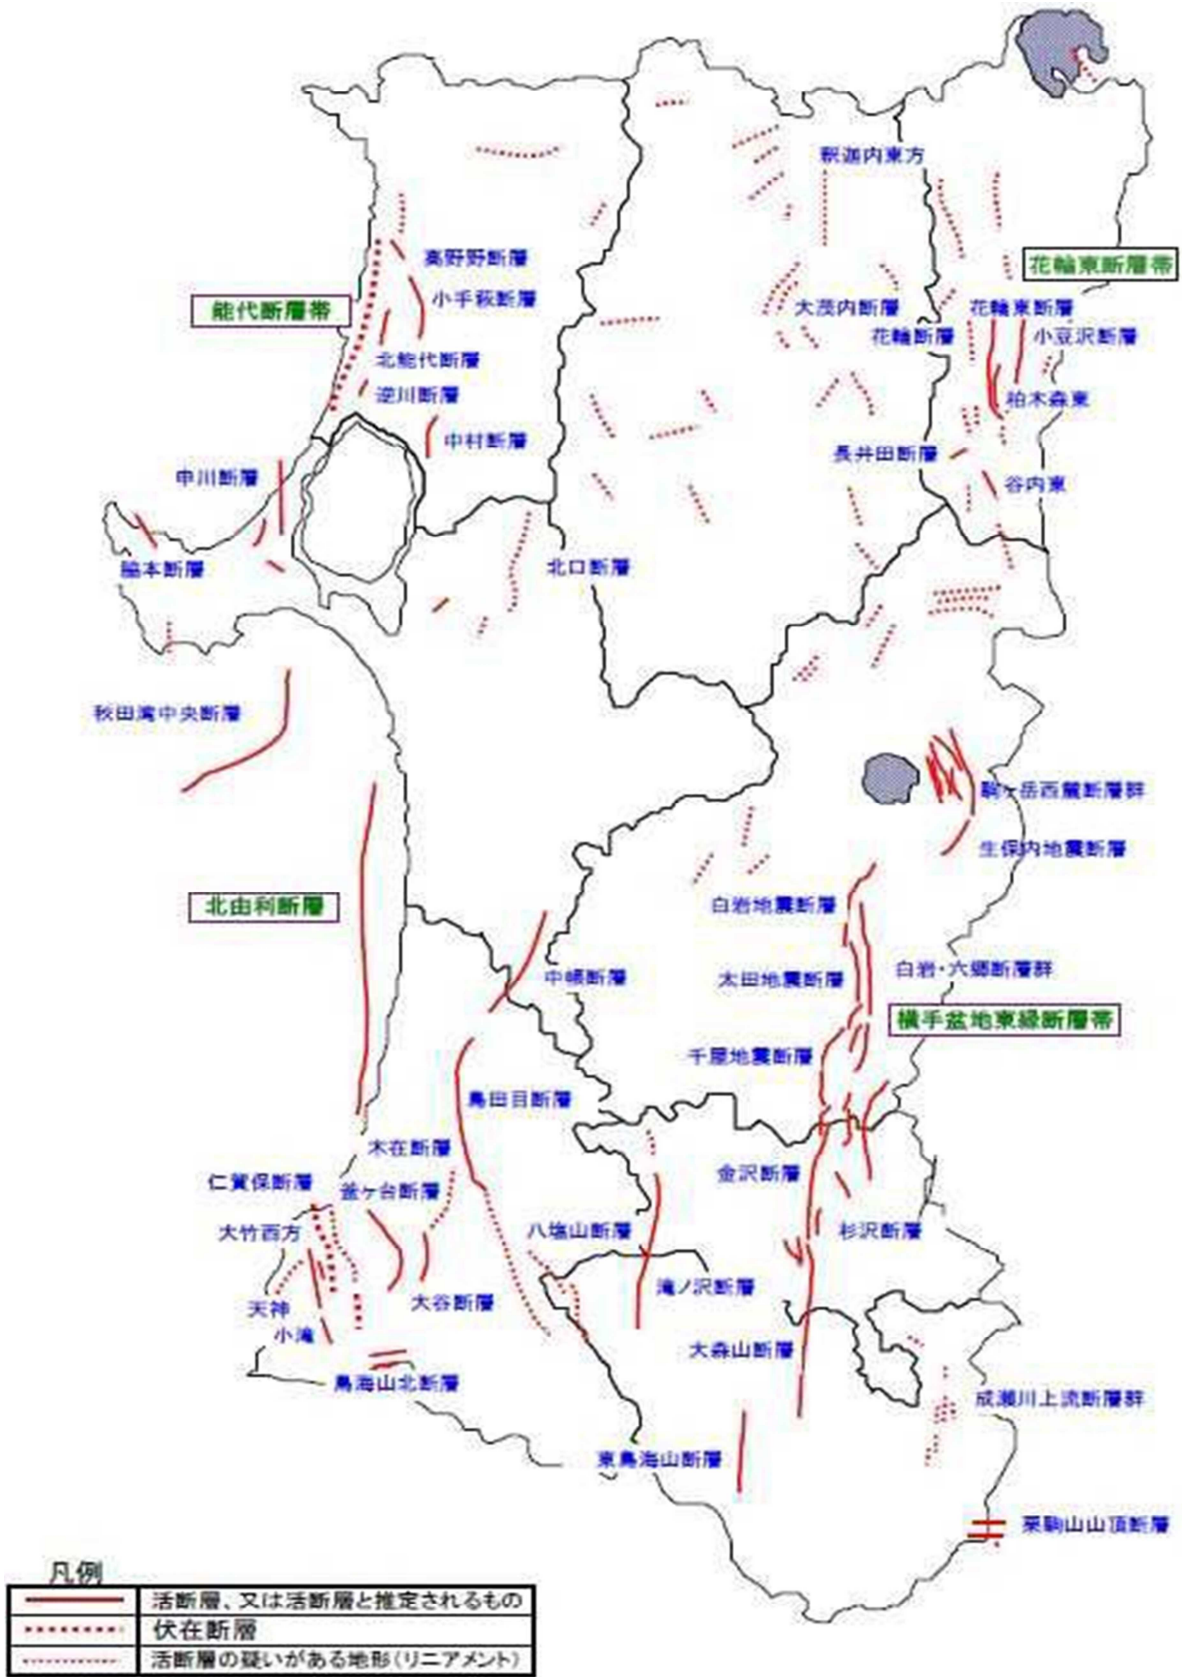 釈迦内東方
高野野断層
花輪東断層帯
小手萩断層
能代断層帯
大茂内断層
花輪東断層
花輪断層
小豆沢断層
北能代断層
逆川断層
柏木森東
中村断層
長井田断層
申川断層
谷内東
脇本断層
北口断層
秋田湾中央断層
駒ヶ岳西麓断層群
生保内地震断層
北由利断層
白岩地震断層
中帳断層
太田地震断層
白岩・六郷断層群
横手盆地東縁断層帯
千屋地震断層
鳥田目断層
木在断層
仁賀保断層
釜ヶ台断層
金沢断層
大竹西方
八塩山断層
杉沢断層
天神
大谷断層
滝ノ沢断層
小滝
大森山断層
鳥海山北断層
成瀬川上流断層群
東鳥海山断層
栗駒山山頂断層
凡例
活断層、又は活断層と推定されるもの
伏在断層
活断層の疑いがある地形(リニアメント)